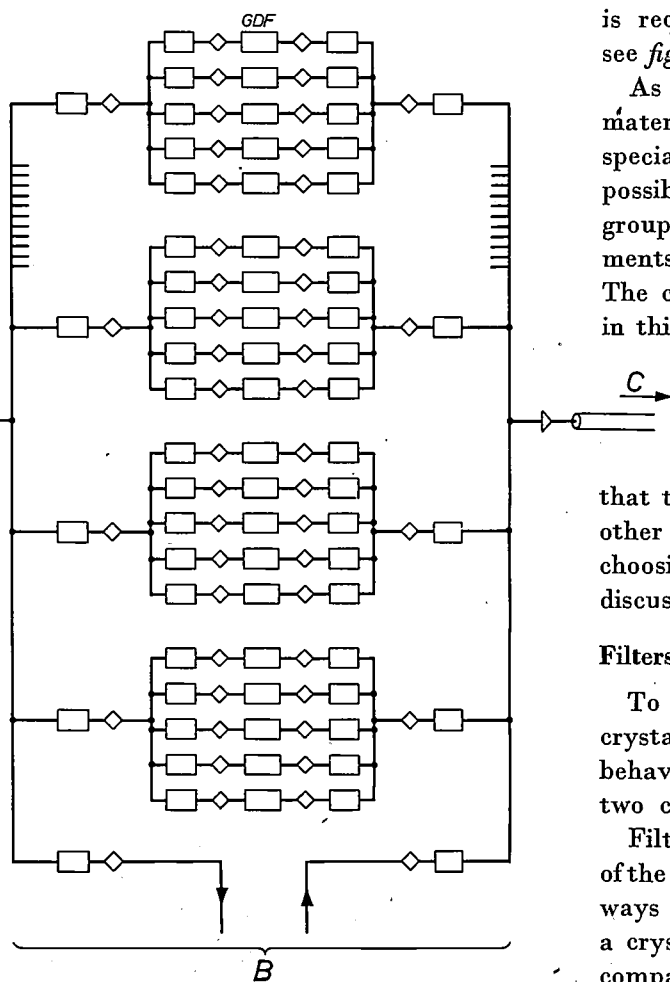 GDF
C
B
is req
see fig
As
mater
specia
possib
group
ments
The c
in thi
that t
other
choosi
discus
Filters
To
crysta
behav
two c
Filt
of the
ways
a crys
compa